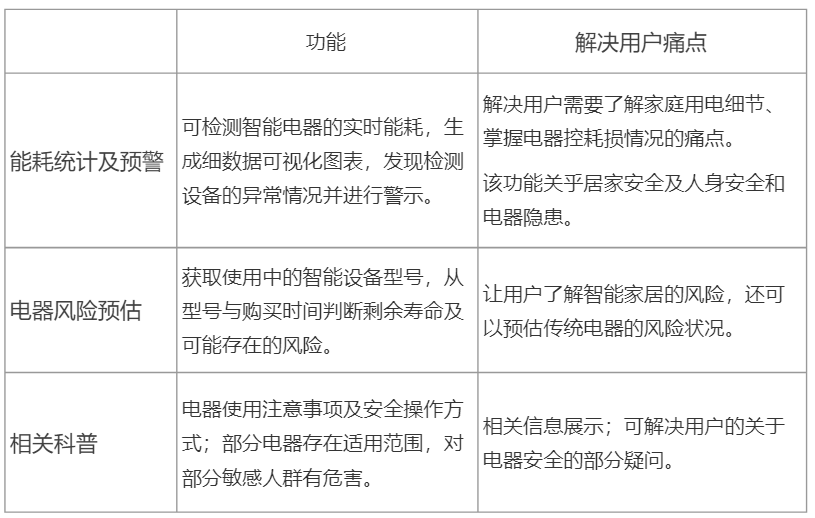 功能
解决用户痛点
能耗统计及预警
可检测智能电器的实时能耗，生
成细数据可视化图表，发现检测
设备的异常情况并进行警示。
解决用户需要了解家庭用电细节、
掌握电器控耗损情况的痛点。
该功能关乎居家安全及人身安全和
电器隐患。
电器风险预估
获取使用中的智能设备型号，从
型号与购买时间判断剩余寿命及
可能存在的风险。
让用户了解智能家居的风险，还可
以预估传统电器的风险状况。
相关科普
电器使用注意事项及安全操作方
式；部分电器存在适用范围，对
部分敏感人群有危害。
相关信息展示；可解决用户的关于
电器安全的部分疑问。